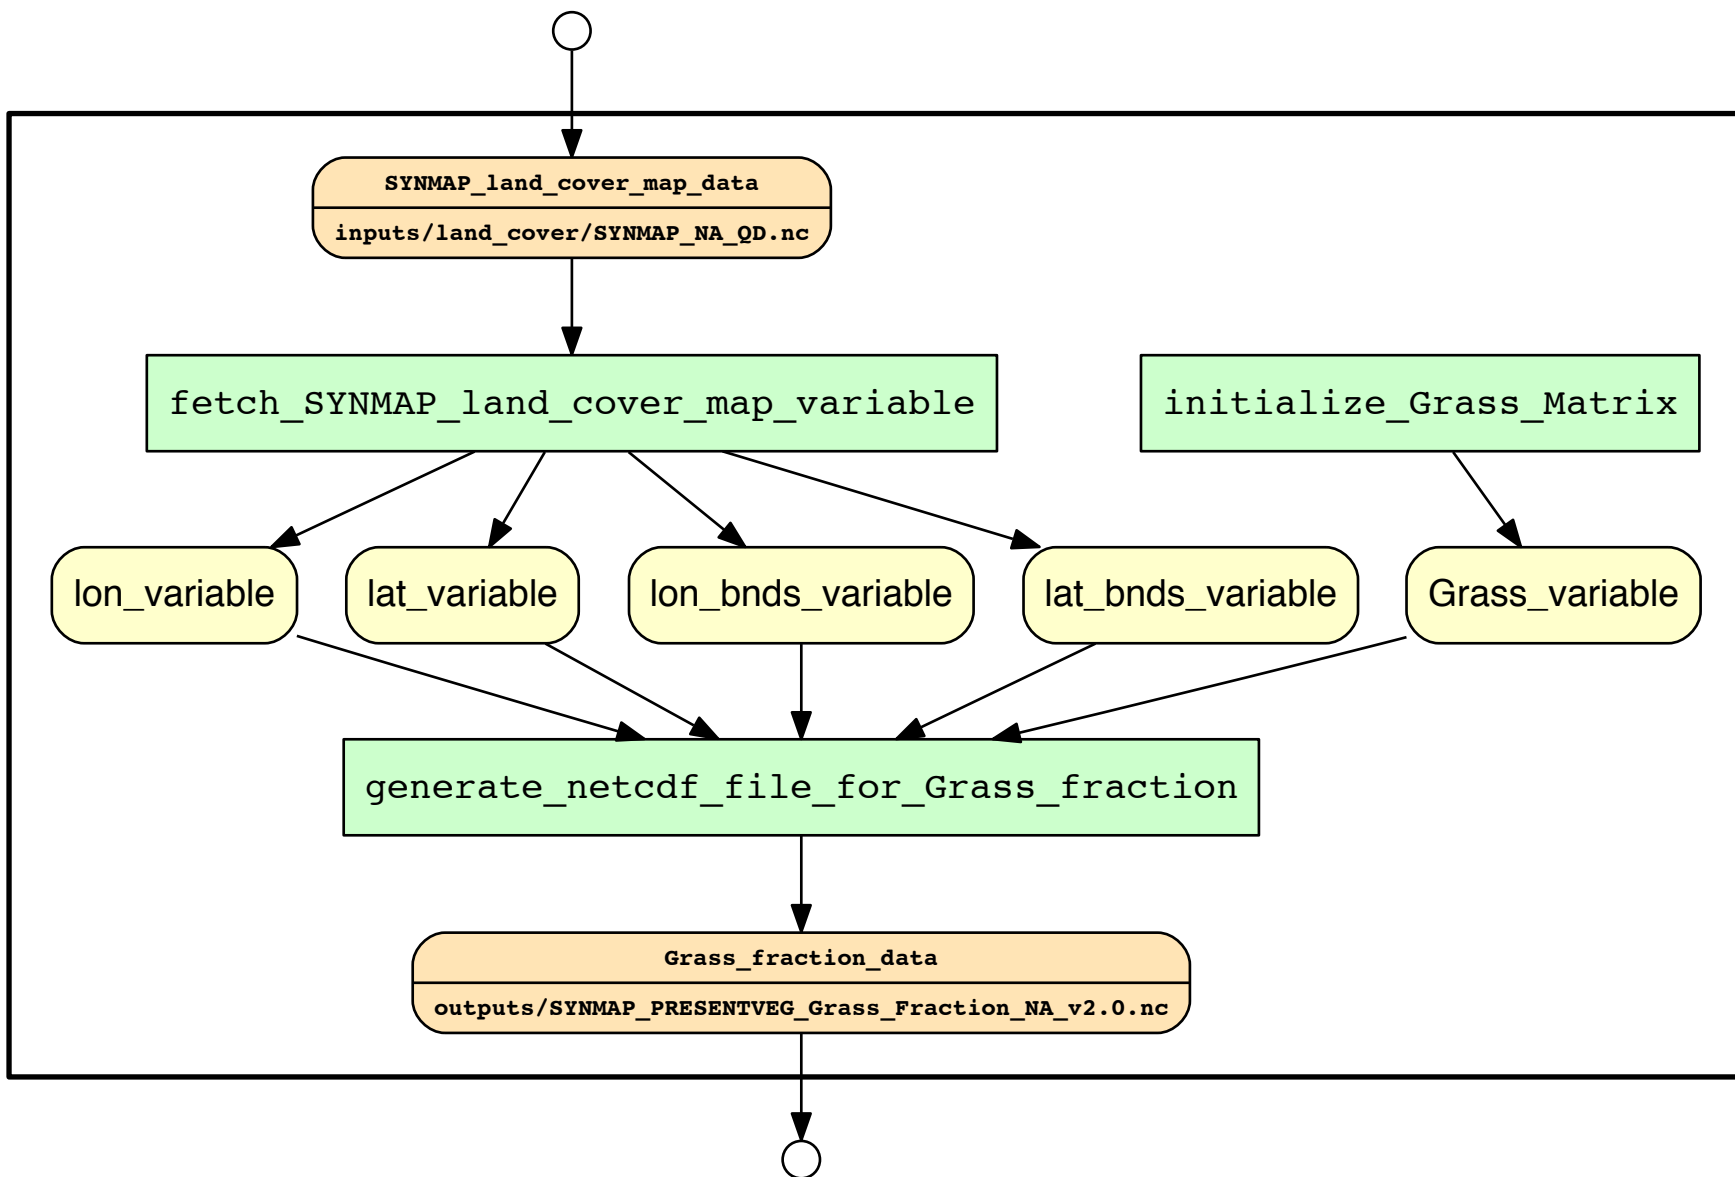 SYNMAP_land_cover_map_data
inputs/land_cover/SYNMAP_NA_QD.nc
fetch_SYNMAP_land_cover_map_variable
initialize_Grass_Matrix
lon_variable
lat_variable
lon_bnds_variable
lat_bnds_variable
Grass_variable
generate_netcdf_file_for_Grass_fraction
Grass_fraction_data
outputs/SYNMAP_PRESENTVEG_Grass_Fraction_NA_v2.0.nc